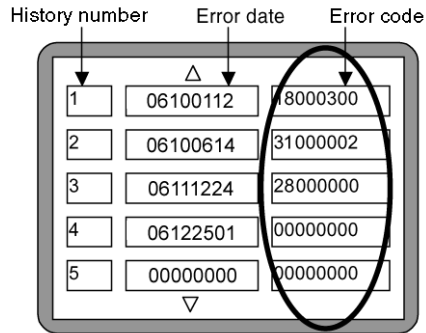 History number Error date Error code
△
1 06100112 18000300
2 06100614 31000002
3 06111224 28000000
4 06122501 00000000
5 00000000 00000000
▽